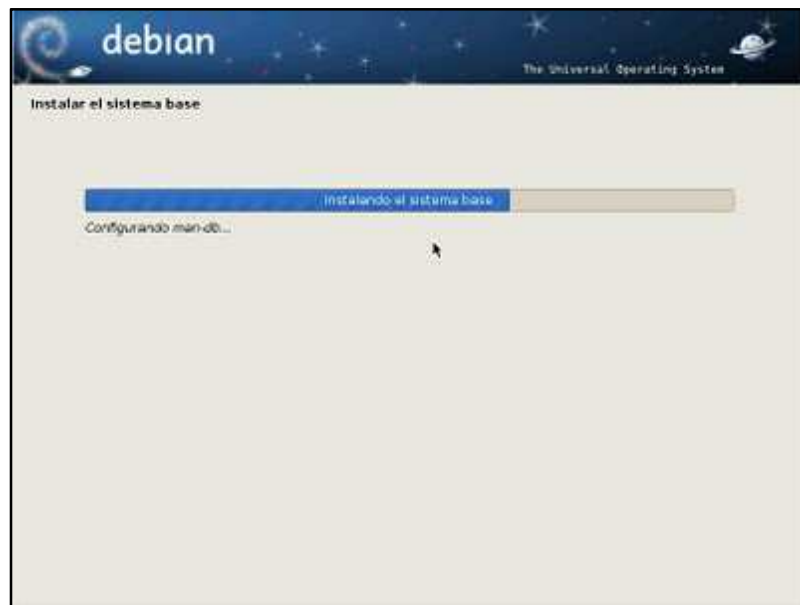 debian
The Universal Operating System
Instalar el sistema base
Instalando el sistema base
Configurando man-db...